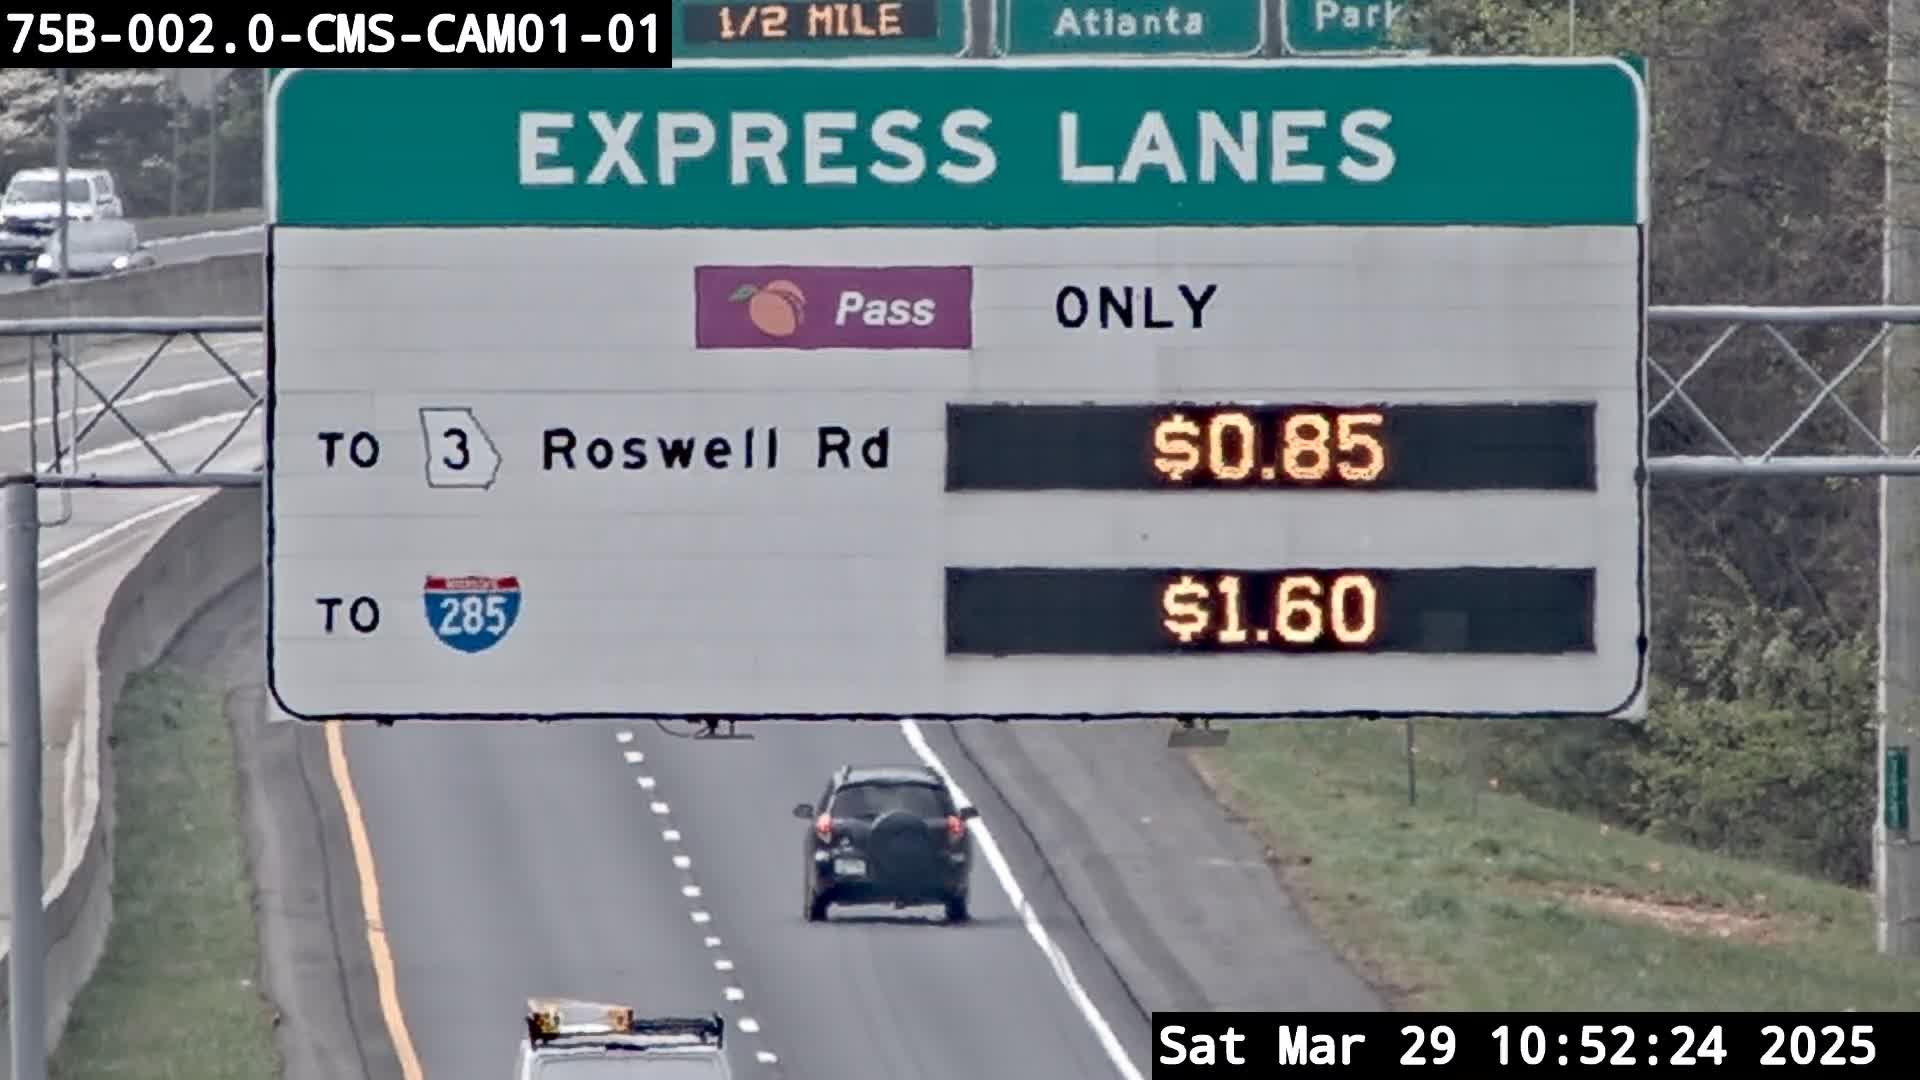 75B-002.0-CMS-CAM01-01
1/2 MILE
Atlanta
Park
EXPRESS LANES
Pass ONLY
TO 3 Roswell Rd $0.85
TO 285 $1.60
Sat Mar 29 10:52:24 2025